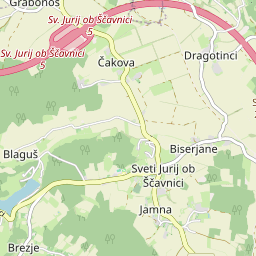 Grabonoš
Sv. Jurij ob Ščavnici
5
Sv. Jurij ob Ščavnici
5
Čakova
Dragotinci
Blaguš
Biserjane
Sveti Jurij ob
Ščavnici
Jamna
Brezje